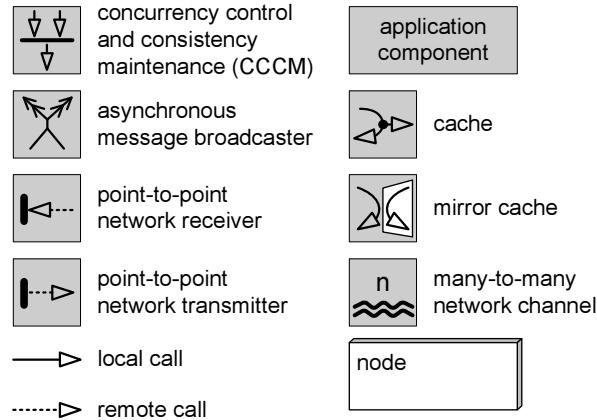 concurrency control
and consistency
maintenance (CCCM)
application
component
asynchronous
message broadcaster
cache
point-to-point
network receiver
mirror cache
point-to-point
network transmitter
n
many-to-many
network channel
local call
node
remote call